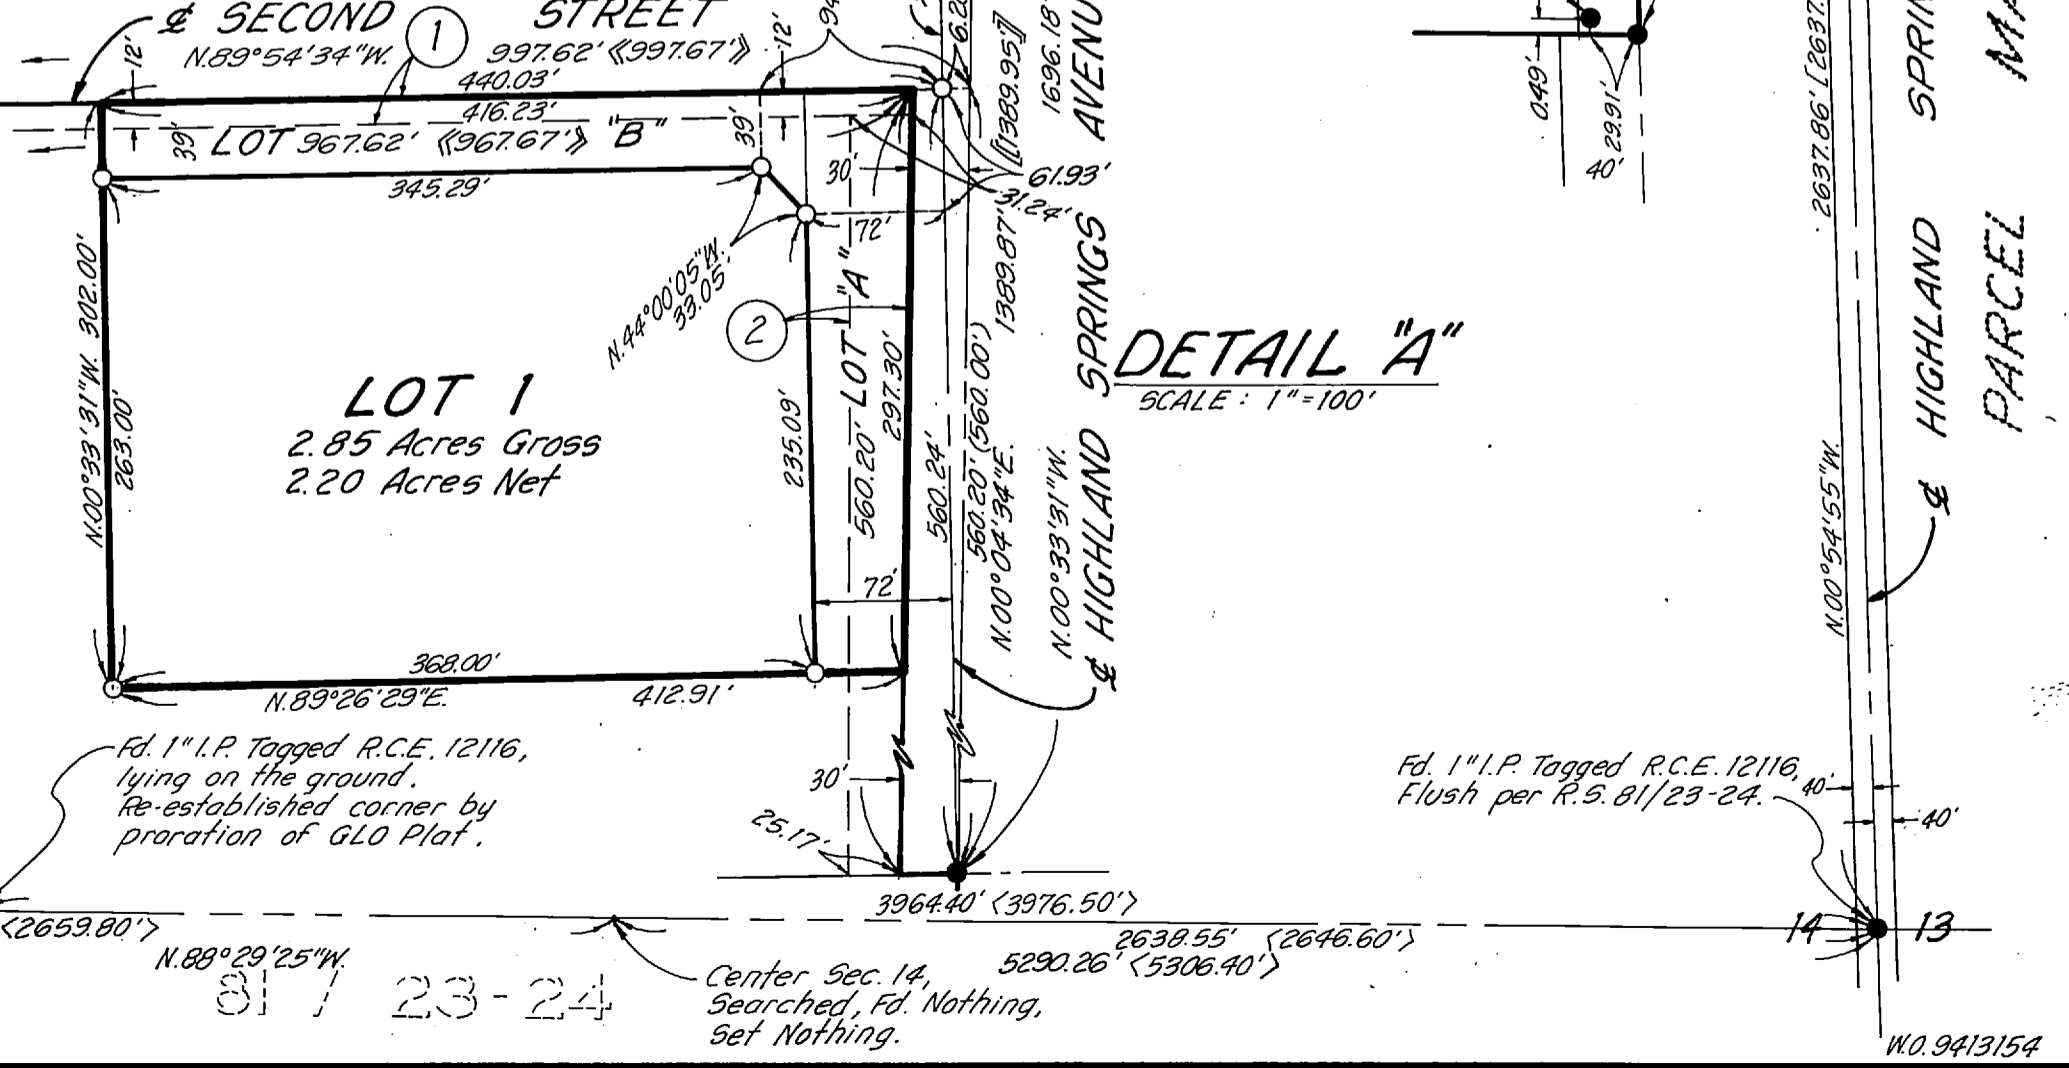 ℄ SECOND STREET
N.89°54'34"W. 997.62' ⟪997.67'⟫
1
12'
12'
440.03'
416.23'
39'
LOT 967.62' ⟪967.67'⟫ "B"
39'
345.29'
30'
61.93'
31.24'
72'
N.44°00'05"W.
33.05'
2
N.00°33'31"W. 302.00'
263.00'
LOT 1
2.85 Acres Gross
2.20 Acres Net
235.09'
560.20' LOT "A"
297.30'
560.24'
560.20' (560.00')
N.00°04'34"E. 1389.87'
[[1389.95']]
1696.18'
N.00°33'31"W.
℄ HIGHLAND SPRINGS AVENU
72'
368.00'
N.89°26'29"E. 412.91'
Fd. 1" I.P. Tagged R.C.E. 12116,
lying on the ground.
Re-established corner by
proration of GLO Plat.
30'
25.17'
DETAIL "A"
SCALE : 1"=100'
0.49'
29.91'
40'
2637.86' [2637.
N.00°54'55"W.
℄ HIGHLAND SPRIN
PARCEL MA
Fd. 1" I.P. Tagged R.C.E. 12116,
Flush per R.S. 81/23-24.
40'
40'
3964.40' <3976.50'>
<2659.80'>
2638.55' <2646.60'>
N.88°29'25"W.
5290.26' <5306.40'>
14 13
81 / 23-24
Center Sec. 14,
Searched, Fd. Nothing,
Set Nothing.
W.O. 9413154